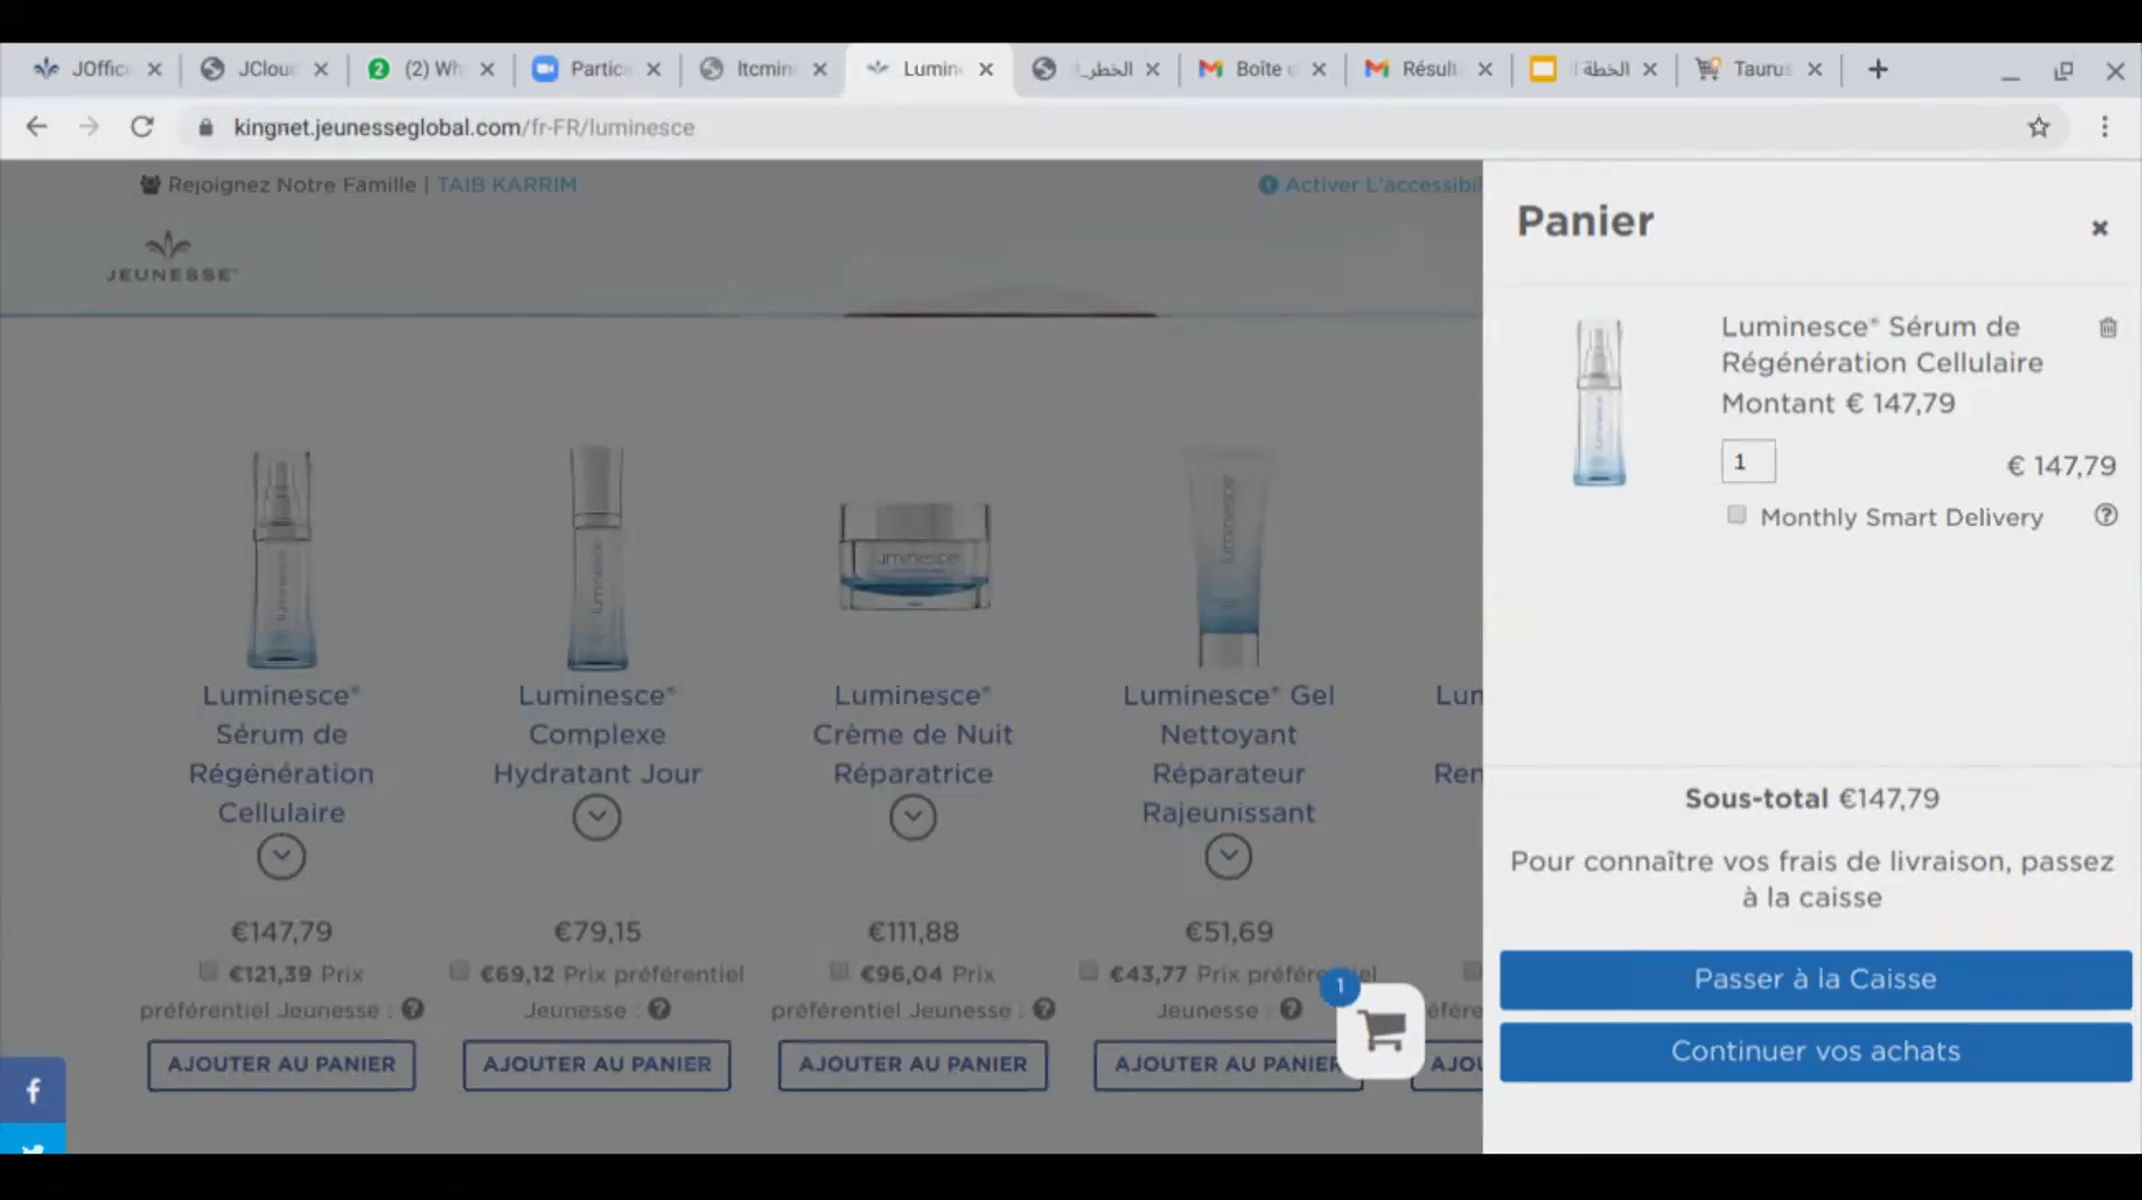 JOffic
JClou
(2) Wh
Partic
ltcmin
Lumin
الخطر
Boîte
Résult
الخطة
Taurus
kingnet.jeunesseglobal.com/fr-FR/luminesce
Rejoignez Notre Famille | TAIB KARRIM
Activer L'accessibil
JEUNESSE
Luminesce® Sérum de Régénération Cellulaire
€147,79
€121,39 Prix préférentiel Jeunesse :
AJOUTER AU PANIER
Luminesce® Complexe Hydratant Jour
€79,15
€69,12 Prix préférentiel Jeunesse :
AJOUTER AU PANIER
Luminesce® Crème de Nuit Réparatrice
€111,88
€96,04 Prix préférentiel Jeunesse :
AJOUTER AU PANIER
Luminesce® Gel Nettoyant Réparateur Rajeunissant
€51,69
€43,77 Prix préférentiel Jeunesse :
AJOUTER AU PANIER
Lum
Ren
AJOU
1
Panier
Luminesce® Sérum de
Régénération Cellulaire
Montant € 147,79
1
€ 147,79
Monthly Smart Delivery
Sous-total €147,79
Pour connaître vos frais de livraison, passez
à la caisse
Passer à la Caisse
Continuer vos achats